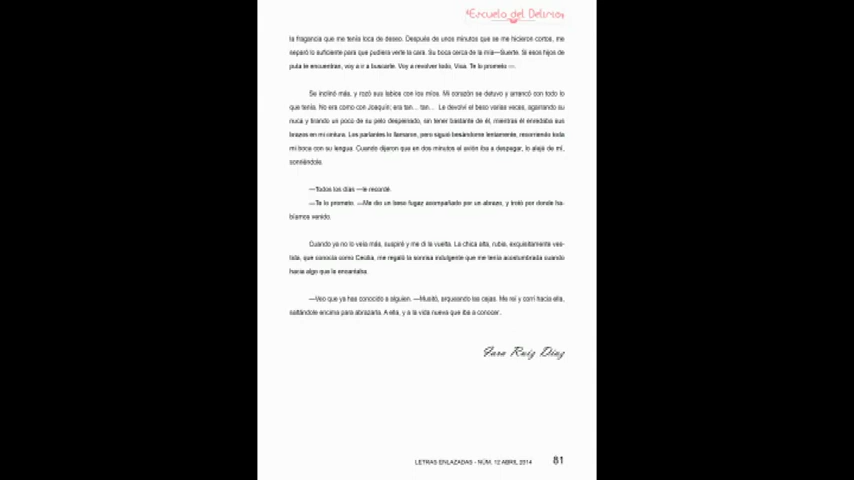 Escuela del Delirio
la fragancia que me tenía loca de deseo. Después de unos minutos que se me hicieron cortos, me
separó lo suficiente para que pudiera verle la cara. Su boca cerca de la mía—Suerte. Si esos hijos de
puta te encuentran, voy a ir a buscarte. Voy a revolver todo, Visa. Te lo prometo —.
Se inclinó más, y rozó sus labios con los míos. Mi corazón se detuvo y arrancó con todo lo
que tenía. No era como con Joaquín; era tan... tan... Le devolví el beso varias veces, agarrando su
nuca y tirando un poco de su pelo despeinado, sin tener bastante de él, mientras él enredaba sus
brazos en mi cintura. Los parlantes lo llamaron, pero siguió besándome lentamente, recorriendo toda
mi boca con su lengua. Cuando dijeron que en dos minutos el avión iba a despegar, lo alejé de mí,
sonriéndole.
—Todos los días —le recordé.
—Te lo prometo. —Me dio un beso fugaz acompañado por un abrazo, y trotó por donde ha-
bíamos venido.
Cuando ya no lo veía más, suspiré y me di la vuelta. La chica alta, rubia, exquisitamente ves-
tida, que conocía como Cecilia, me regaló la sonrisa indulgente que me tenía acostumbrada cuando
hacía algo que le encantaba.
—Veo que ya has conocido a alguien. —Musitó, arqueando las cejas. Me reí y corrí hacia ella,
saltándole encima para abrazarla. A ella, y a la vida nueva que iba a conocer.
Ruiz Díaz
LETRAS ENLAZADAS - NÚM. 12 ABRIL 2014 81